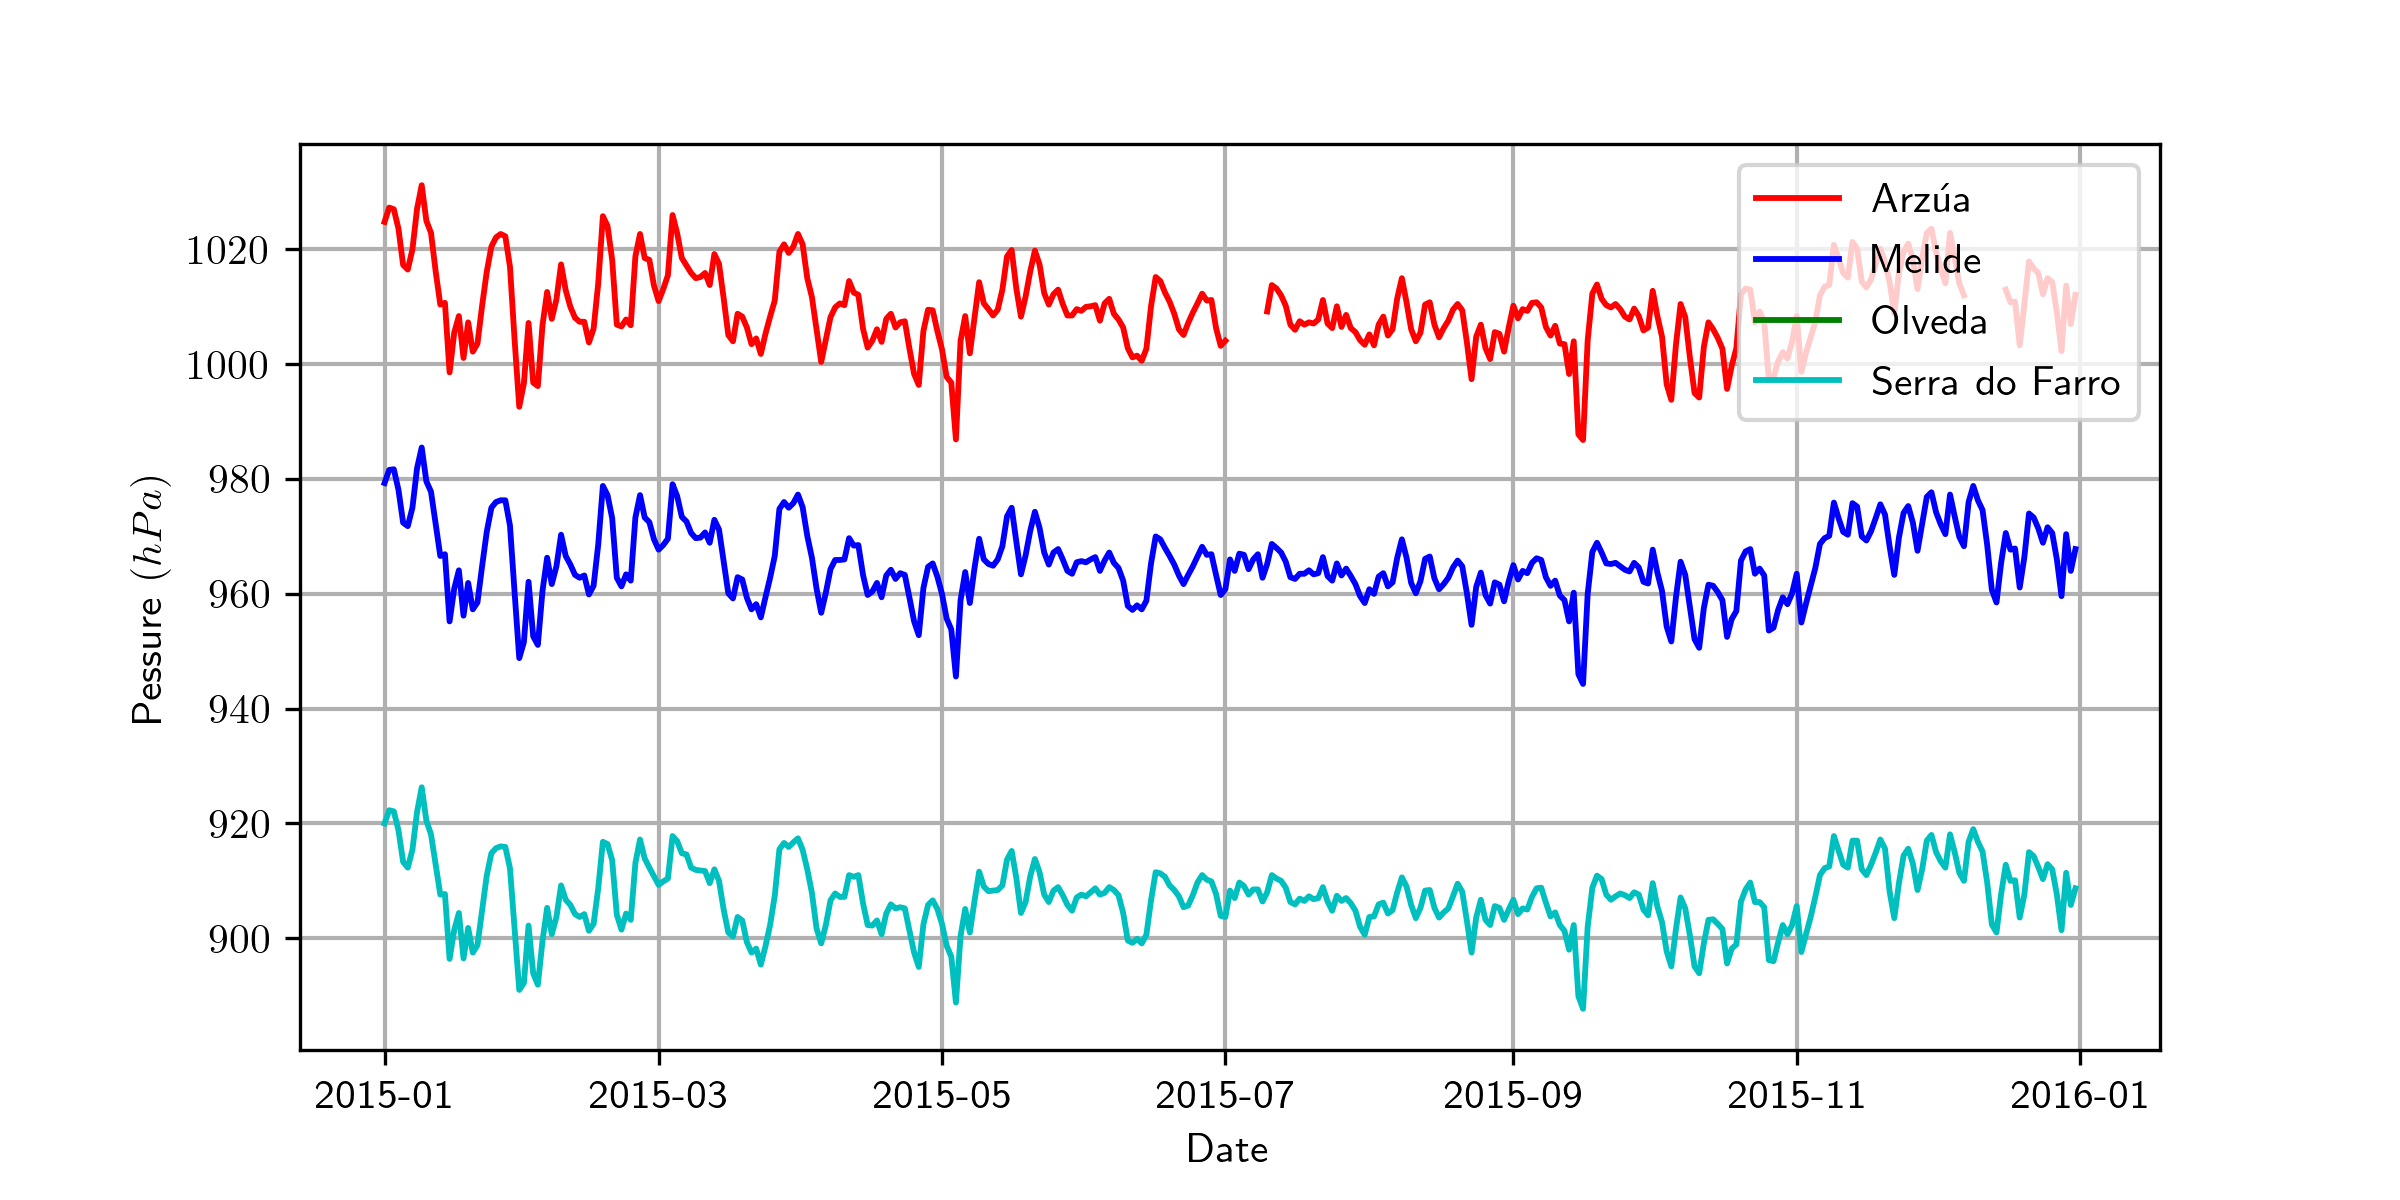 1020
1000
980
960
940
920
900
Pessure (hPa)
Arzúa
Melide
Olveda
Serra do Farro
2015-01 2015-03 2015-05 2015-07 2015-09 2015-11 2016-01
Date